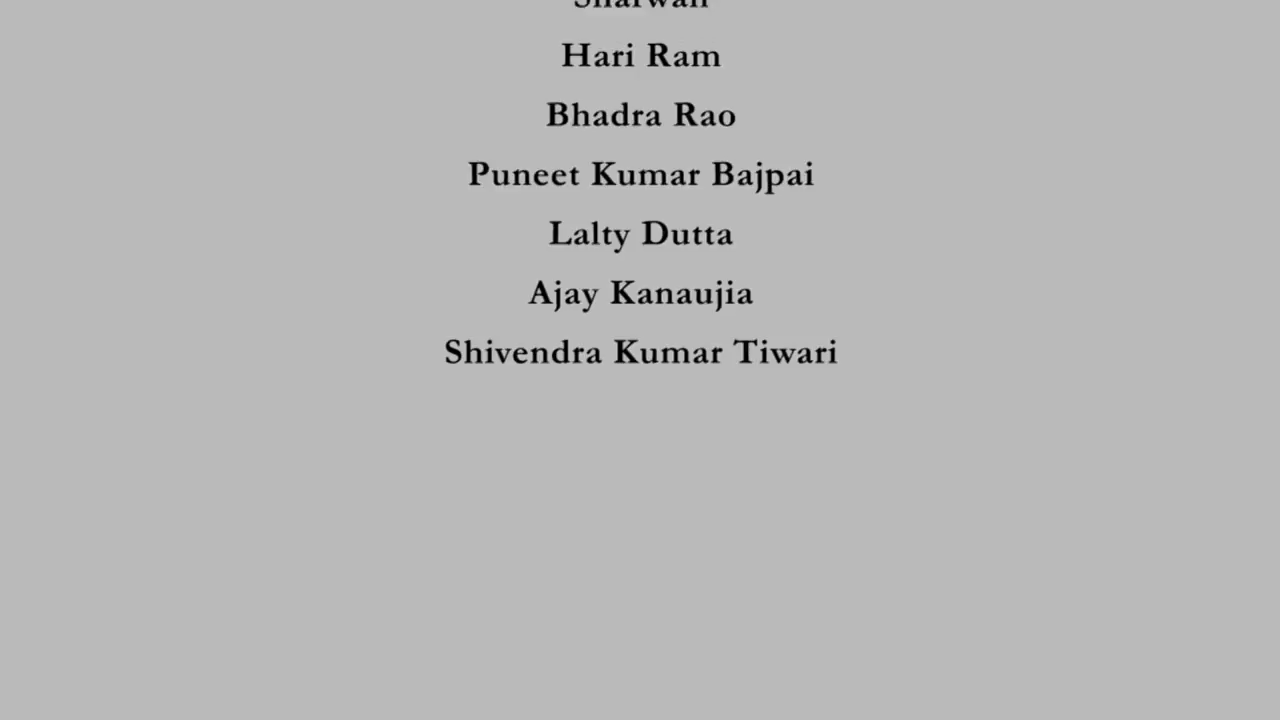 Hari Ram
Bhadra Rao
Puneet Kumar Bajpai
Lalty Dutta
Ajay Kanaujia
Shivendra Kumar Tiwari